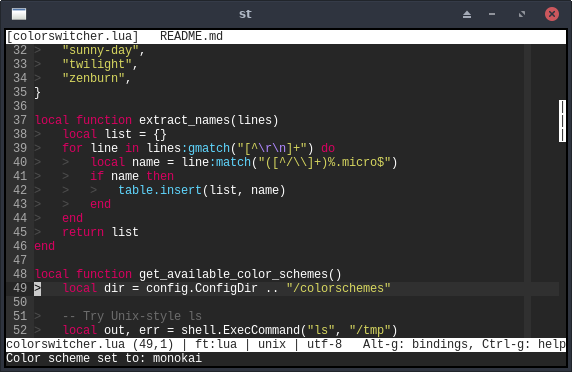 st
[colorswitcher.lua]   README.md
32 >   "sunny-day",
33 >   "twilight",
34 >   "zenburn",
35 }
36
37 local function extract_names(lines)
38 >   local list = {}
39 >   for line in lines:gmatch("[^\r\n]+") do
40 >   >   local name = line:match("([^/\\]+)%.micro$")
41 >   >   if name then
42 >   >   >   table.insert(list, name)
43 >   >   end
44 >   end
45 >   return list
46 end
47
48 local function get_available_color_schemes()
49 >   local dir = config.ConfigDir .. "/colorschemes"
50
51 >   -- Try Unix-style ls
52 >   local out, err = shell.ExecCommand("ls", "/tmp")
colorswitcher.lua (49,1) | ft:lua | unix | utf-8   Alt-g: bindings, Ctrl-g: help
Color scheme set to: monokai